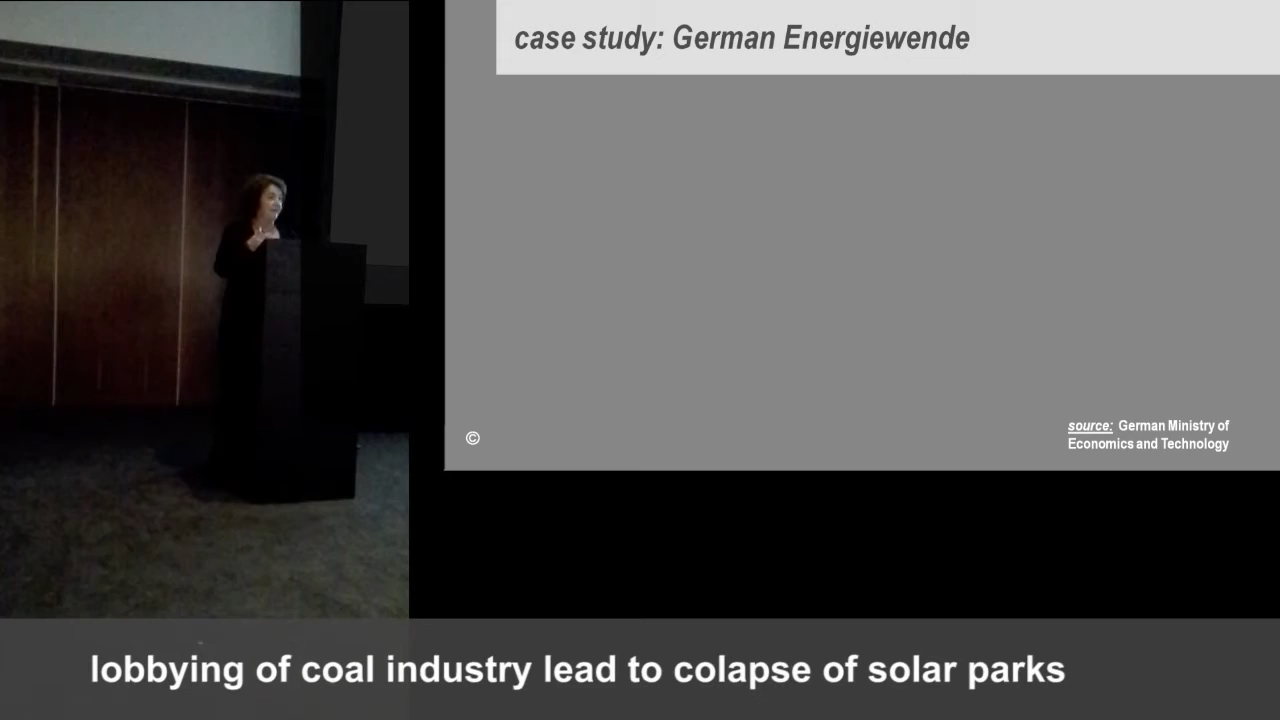 case study: German Energiewende
©
source: German Ministry of
Economics and Technology
lobbying of coal industry lead to colapse of solar parks